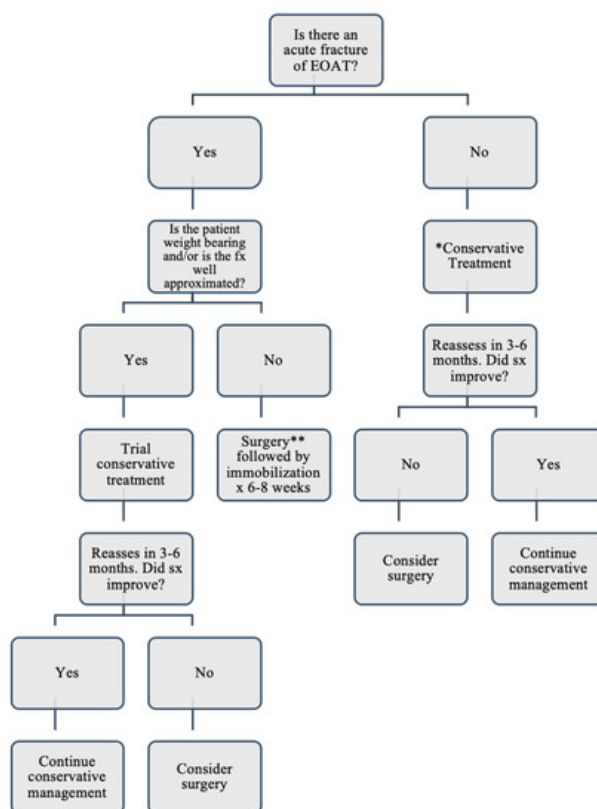 Is there an
acute fracture
of EOAT?
Yes
No
Is the patient
weight bearing
and/or is the fx
well
approximated?
*Conservative
Treatment
Yes
No
Reassess in 3-6
months. Did sx
improve?
Trial
conservative
treatment
Surgery**
followed by
immobilization
x 6-8 weeks
No
Yes
Reasses in 3-6
months. Did sx
improve?
Consider
surgery
Continue
conservative
management
Yes
No
Continue
conservative
management
Consider
surgery